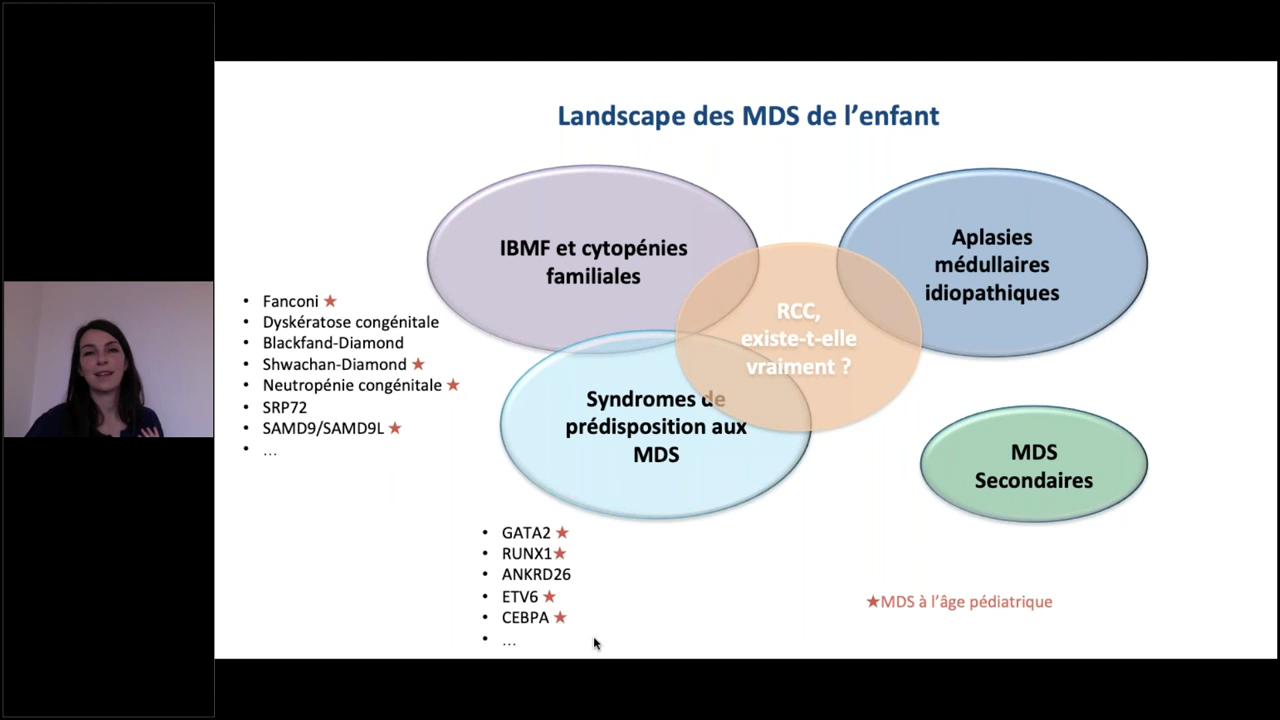 Landscape des MDS de l’enfant
IBMF et cytopénies
familiales
Aplasies
médullaires
idiopathiques
RCC,
existe-t-elle
vraiment ?
• Fanconi ★
• Dyskératose congénitale
• Blackfand-Diamond
• Shwachan-Diamond ★
• Neutropénie congénitale ★
• SRP72
• SAMD9/SAMD9L ★
• ...
Syndromes de
prédisposition aux
MDS
MDS
Secondaires
• GATA2 ★
• RUNX1★
• ANKRD26
• ETV6 ★
• CEBPA ★
• ...
★MDS à l’âge pédiatrique